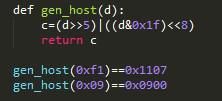 def gen_host(d):
    c=(d>>5)|((d&0x1f)<<8)
    return c

gen_host(0xf1)==0x1107
gen_host(0x09)==0x0900